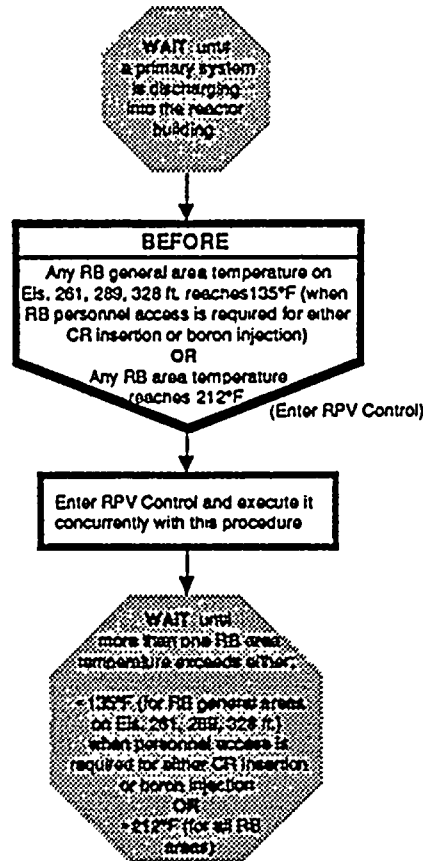 WAIT until
a primary system
is discharging
into the reactor
building
BEFORE
Any RB general area temperature on
Els. 261, 289, 328 ft. reaches135°F (when
RB personnel access is required for either
CR insertion or boron injection)
OR
Any RB area temperature
reaches 212°F
(Enter RPV Control)
Enter RPV Control and execute it
concurrently with this procedure
WAIT until
more than one RB area
temperature exceeds either:
•135°F (for RB general areas
on Els. 261, 289, 328 ft.)
when personnel access is
required for either CR insertion
or boron injection
OR
•212°F (for all RB
areas)